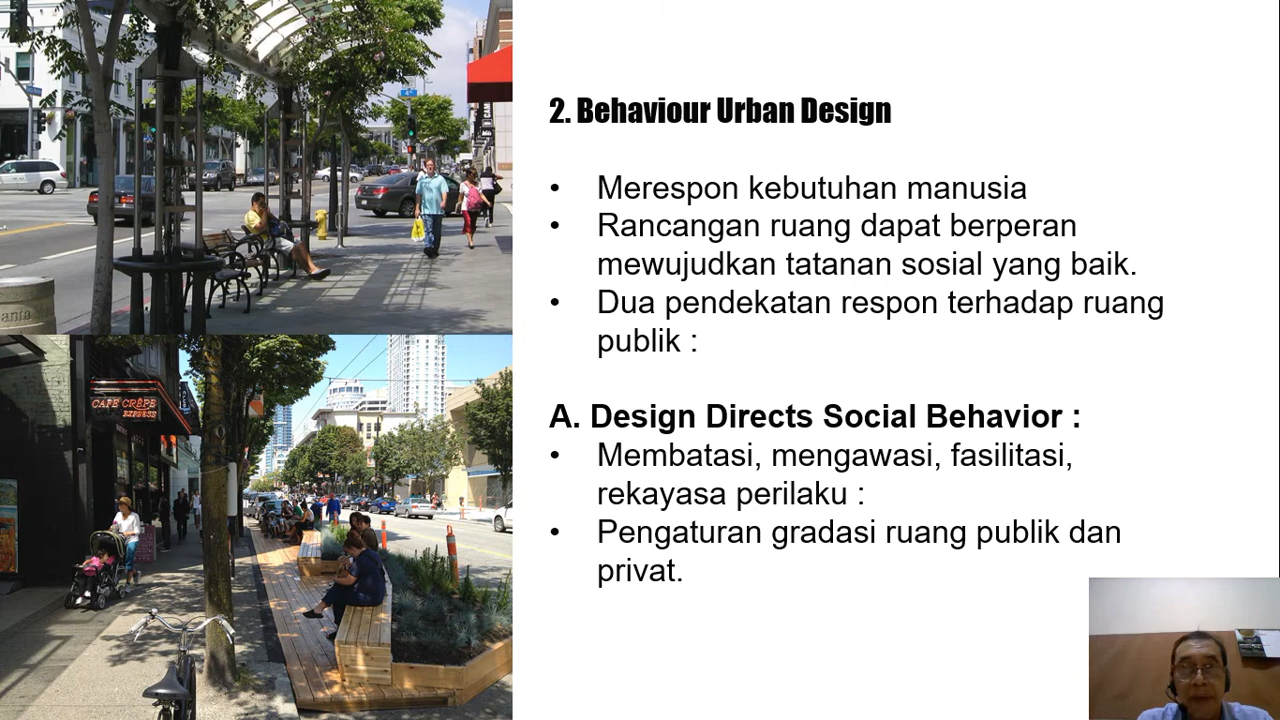 2. Behaviour Urban Design
• Merespon kebutuhan manusia
• Rancangan ruang dapat berperan
mewujudkan tatanan sosial yang baik.
• Dua pendekatan respon terhadap ruang
publik :
A. Design Directs Social Behavior :
• Membatasi, mengawasi, fasilitasi,
rekayasa perilaku :
• Pengaturan gradasi ruang publik dan
privat.
CAFE CRÊPE
EXPRESS